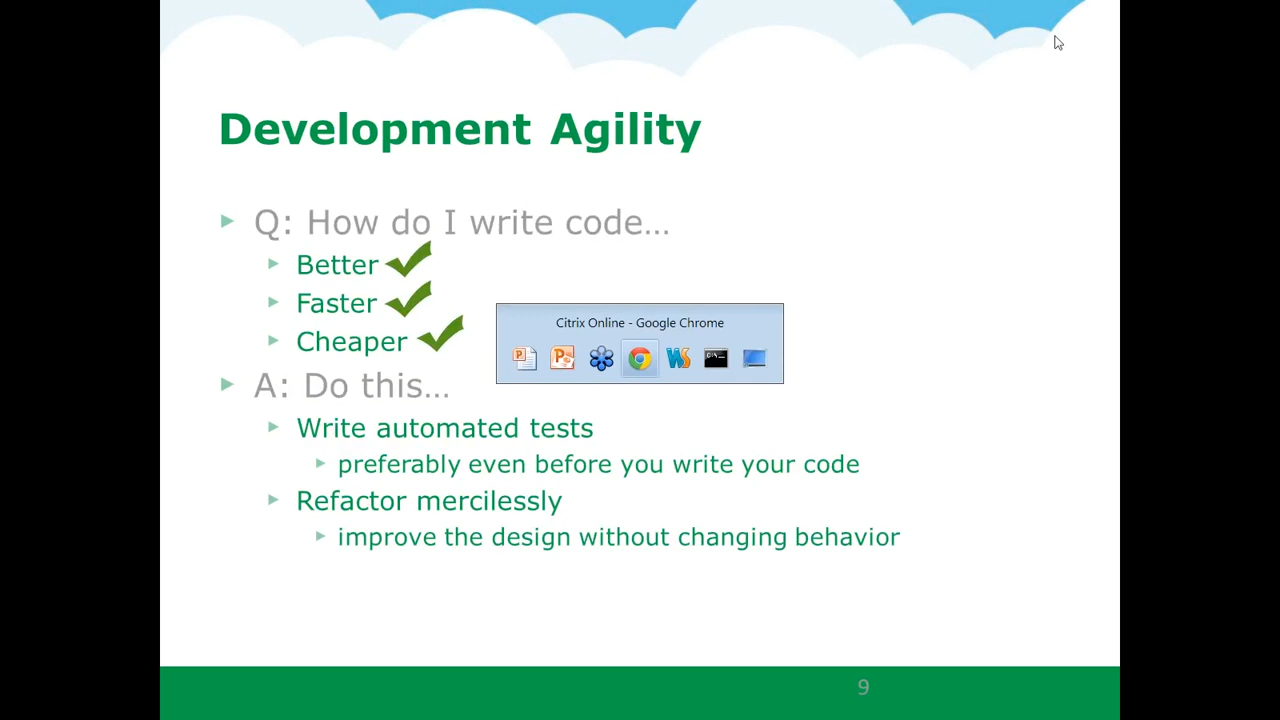 Development Agility
Q: How do I write code…
Better
Faster
Cheaper
Citrix Online - Google Chrome
A: Do this…
Write automated tests
preferably even before you write your code
Refactor mercilessly
improve the design without changing behavior
9